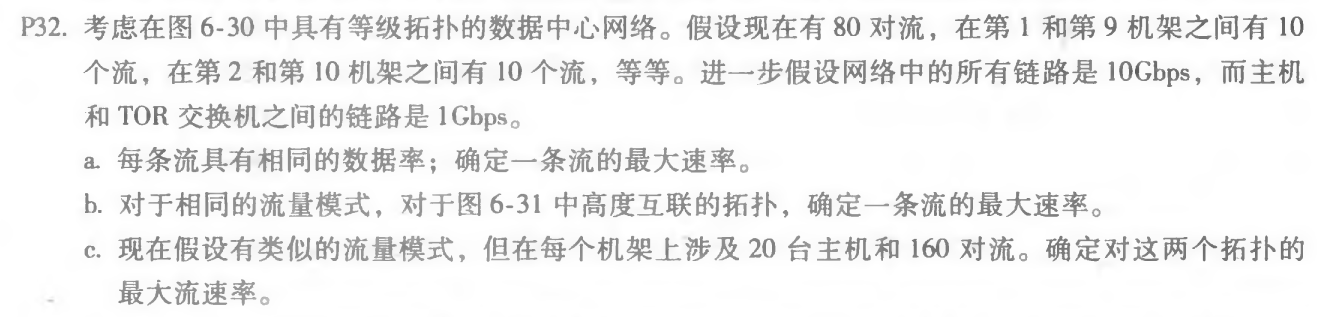 P32. 考虑在图 6-30 中具有等级拓扑的数据中心网络。假设现在有 80 对流，在第 1 和第 9 机架之间有 10
个流，在第 2 和第 10 机架之间有 10 个流，等等。进一步假设网络中的所有链路是 10Gbps，而主机
和 TOR 交换机之间的链路是 1Gbps。
a. 每条流具有相同的数据率；确定一条流的最大速率。
b. 对于相同的流量模式，对于图 6-31 中高度互联的拓扑，确定一条流的最大速率。
c. 现在假设有类似的流量模式，但在每个机架上涉及 20 台主机和 160 对流。确定对这两个拓扑的
最大流速率。